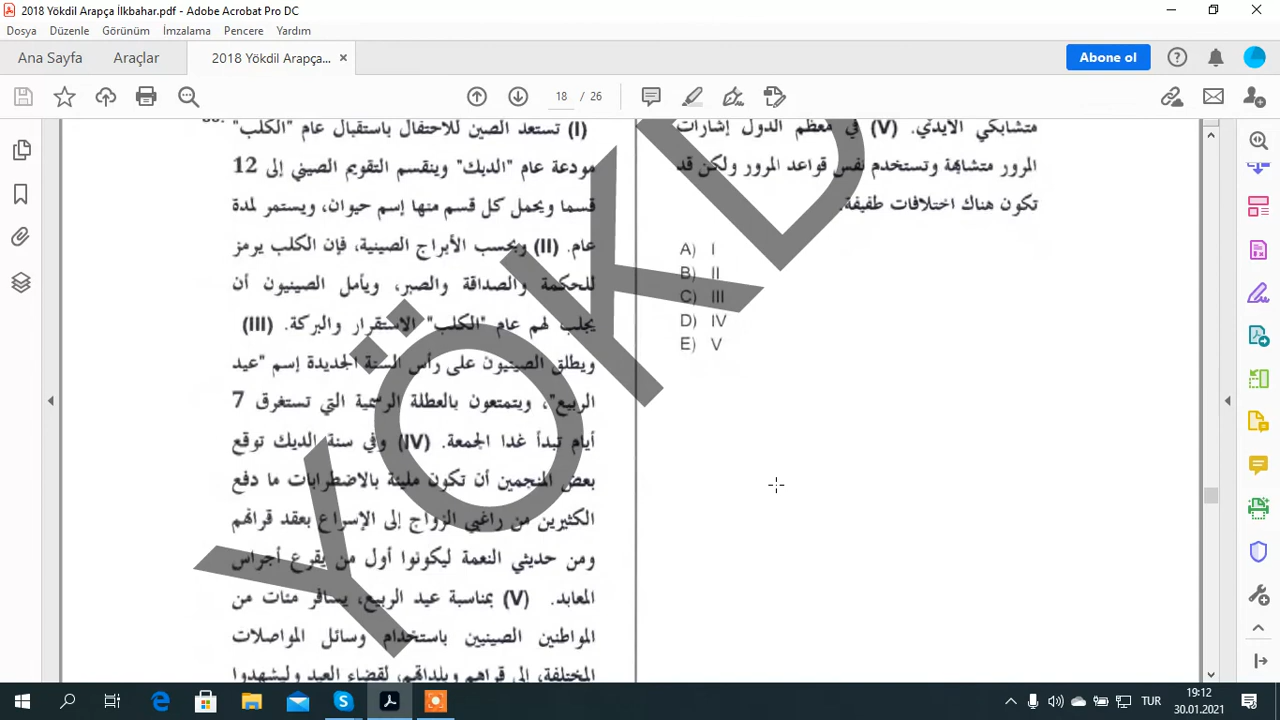 2018 Yökdil Arapça İlkbahar.pdf - Adobe Acrobat Pro DC
Dosya Düzenle Görünüm İmzalama Pencere Yardım
Ana Sayfa Araçlar 2018 Yökdil Arapça... × Abone ol
18 / 26
(I) تستعد الصين للاحتفال باستقبال عام "الكلب"
مودعة عام "الديك" وينقسم التقويم الصيني إلى 12
قسما ويحمل كل قسم منها إسم حيوان، ويستمر لمدة
عام. (II) وبحسب الأبراج الصينية، فإن الكلب يرمز
للحكمة والصداقة والصبر، ويأمل الصينيون أن
يجلب لهم عام "الكلب" الاستقرار والبركة. (III)
ويطلق الصينيون على رأس السنة الجديدة إسم "عيد
الربيع"، ويتمتعون بالعطلة الرسمية التي تستغرق 7
أيام تبدأ غدا الجمعة. (IV) وفي سنة الديك توقع
بعض المنجمين أن تكون مليئة بالاضطرابات ما دفع
الكثيرين من راغبي الزواج إلى الإسراع بعقد قرانهم
ومن حديثي النعمة ليكونوا أول من يقرع أجراس
المعابد. (V) بمناسبة عيد الربيع، يسافر مئات من
المواطنين الصينيين باستخدام وسائل المواصلات
المختلفة، إلى قراهم وبلداتهم، لقضاء العيد وليشهدوا
متشابكي الأيدي. (V) في معظم الدول إشارات
المرور متشابهة وتستخدم نفس قواعد المرور ولكن قد
تكون هناك اختلافات طفيفة.
A) I
B) II
C) III
D) IV
E) V
YÖKD
TUR
19:12
30.01.2021